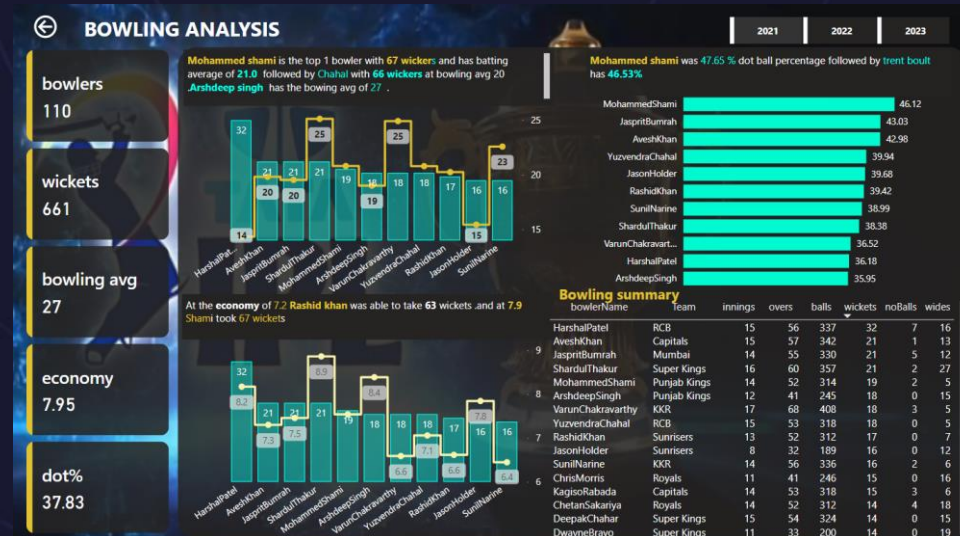 BOWLING ANALYSIS
2021 2022 2023
bowlers
110
wickets
661
bowling avg
27
economy
7.95
dot%
37.83
Mohammed shami is the top 1 bowler with 67 wickers and has batting
average of 21.0 followed by Chahal with 66 wickers at bowling avg 20
.Arshdeep singh has the bowing avg of 27 .
32 21 21 21 19 18 18 18 17 16 16
14 20 20 25 19 25 15 23
25
20
15
HarshalPat...
AveshKhan
JaspritBumrah
ShardulThakur
MohammedShami
ArshdeepSingh
VarunChakravarthy
YuzvendraChahal
RashidKhan
JasonHolder
SunilNarine
At the economy of 7.2 Rashid khan was able to take 63 wickets .and at 7.9
Shami took 67 wickets
32 21 21 21 19 18 18 18 17 16 16
8.2 7.3 7.5 8.9 8.4 6.6 7.1 6.6 7.8 6.4
9
8
7
6
HarshalPatel
AveshKhan
JaspritBumrah
ShardulThakur
MohammedShami
ArshdeepSingh
VarunChakravarthy
YuzvendraChahal
RashidKhan
JasonHolder
SunilNarine
Mohammed shami was 47.65 % dot ball percentage followed by trent boult
has 46.53%
MohammedShami 46.12
JaspritBumrah 43.03
AveshKhan 42.98
YuzvendraChahal 39.94
JasonHolder 39.68
RashidKhan 39.42
SunilNarine 38.99
ShardulThakur 38.38
VarunChakravart... 36.52
HarshalPatel 36.18
ArshdeepSingh 35.95
Bowling summary
bowlerName Team innings overs balls wickets noBalls wides
HarshalPatel RCB 15 56 337 32 7 16
AveshKhan Capitals 15 57 342 21 1 13
JaspritBumrah Mumbai 14 55 330 21 5 12
ShardulThakur Super Kings 16 60 357 21 2 27
MohammedShami Punjab Kings 14 52 314 19 2 5
ArshdeepSingh Punjab Kings 12 41 245 18 0 15
VarunChakravarthy KKR 17 68 408 18 3 5
YuzvendraChahal RCB 15 53 318 18 0 5
RashidKhan Sunrisers 13 52 312 17 0 7
JasonHolder Sunrisers 8 32 189 16 0 12
SunilNarine KKR 14 56 336 16 2 6
ChrisMorris Royals 11 41 246 15 0 16
KagisoRabada Capitals 14 53 318 15 3 6
ChetanSakariya Royals 14 52 312 14 4 18
DeepakChahar Super Kings 15 54 324 14 0 15
DwayneBravo Super Kings 11 33 200 14 0 19